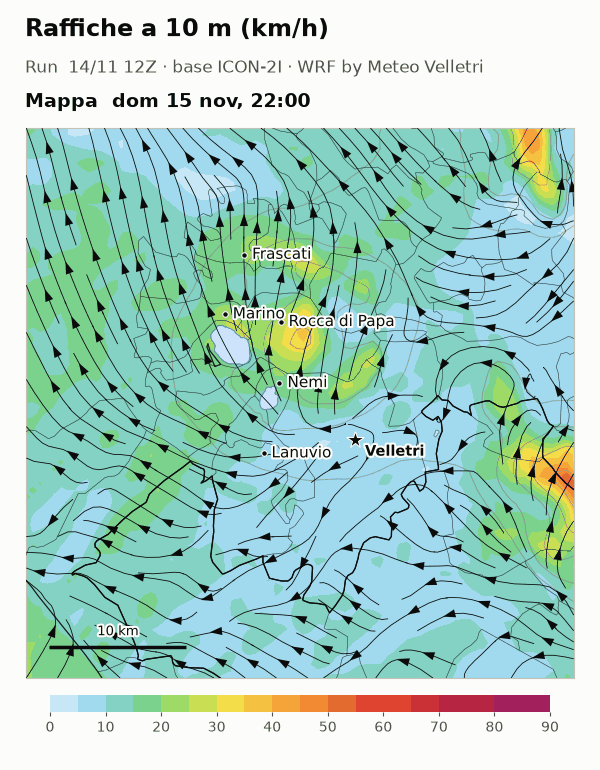 Raffiche a 10 m (km/h)
Run 14/11 12Z · base ICON-2I · WRF by Meteo Velletri
Mappa dom 15 nov, 22:00
Frascati
Marino
Rocca di Papa
Nemi
Velletri
Lanuvio
10 km
0 10 20 30 40 50 60 70 80 90